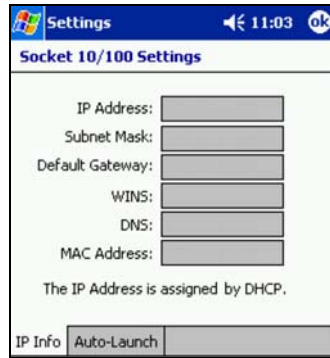 Settings 11:03 ok
Socket 10/100 Settings
IP Address:
Subnet Mask:
Default Gateway:
WINS:
DNS:
MAC Address:
The IP Address is assigned by DHCP.
IP Info Auto-Launch